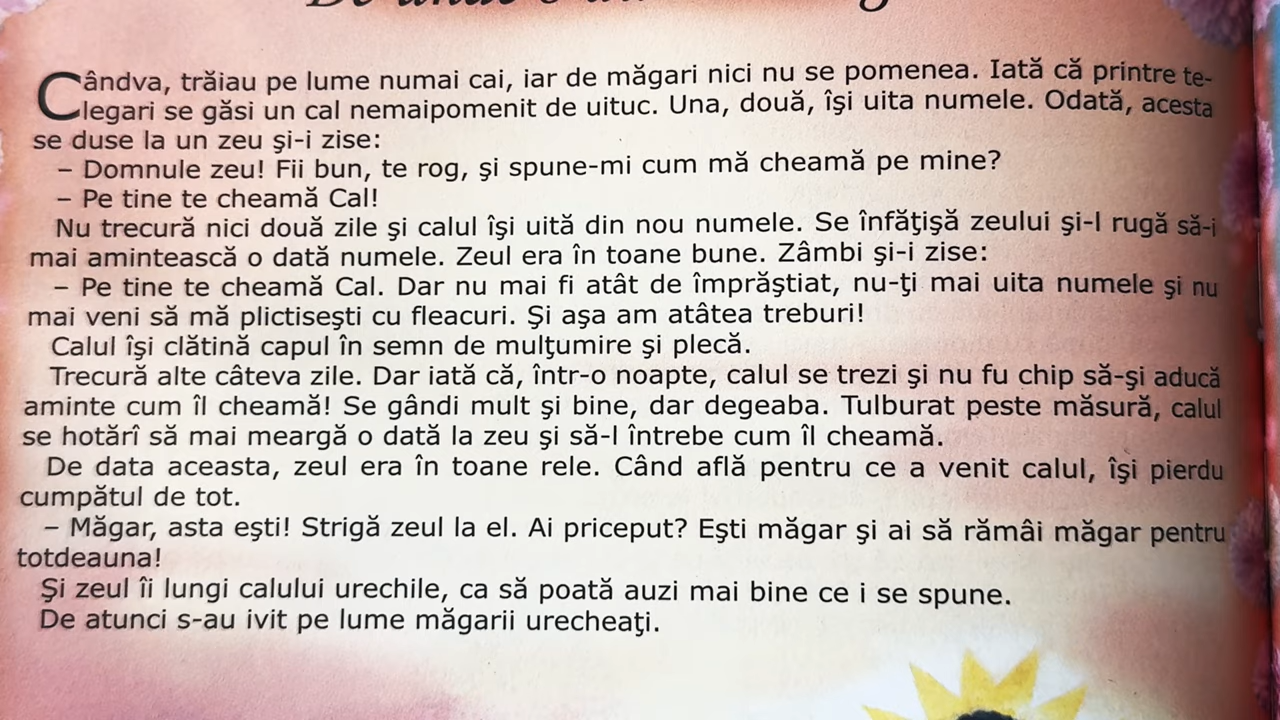 Cândva, trăiau pe lume numai cai, iar de măgari nici nu se pomenea. Iată că printre te-
legari se găsi un cal nemaipomenit de uituc. Una, două, îşi uita numele. Odată, acesta
se duse la un zeu şi-i zise:
– Domnule zeu! Fii bun, te rog, şi spune-mi cum mă cheamă pe mine?
– Pe tine te cheamă Cal!
Nu trecură nici două zile şi calul îşi uită din nou numele. Se înfăţişă zeului şi-l rugă să-i
mai amintească o dată numele. Zeul era în toane bune. Zâmbi şi-i zise:
– Pe tine te cheamă Cal. Dar nu mai fi atât de împrăştiat, nu-ţi mai uita numele şi nu
mai veni să mă plictiseşti cu fleacuri. Şi aşa am atâtea treburi!
Calul îşi clătină capul în semn de mulţumire şi plecă.
Trecură alte câteva zile. Dar iată că, într-o noapte, calul se trezi şi nu fu chip să-şi aducă
aminte cum îl cheamă! Se gândi mult şi bine, dar degeaba. Tulburat peste măsură, calul
se hotărî să mai meargă o dată la zeu şi să-l întrebe cum îl cheamă.
De data aceasta, zeul era în toane rele. Când află pentru ce a venit calul, îşi pierdu
cumpătul de tot.
– Măgar, asta eşti! Strigă zeul la el. Ai priceput? Eşti măgar şi ai să rămâi măgar pentru
totdeauna!
Şi zeul îi lungi calului urechile, ca să poată auzi mai bine ce i se spune.
De atunci s-au ivit pe lume măgarii urecheaţi.